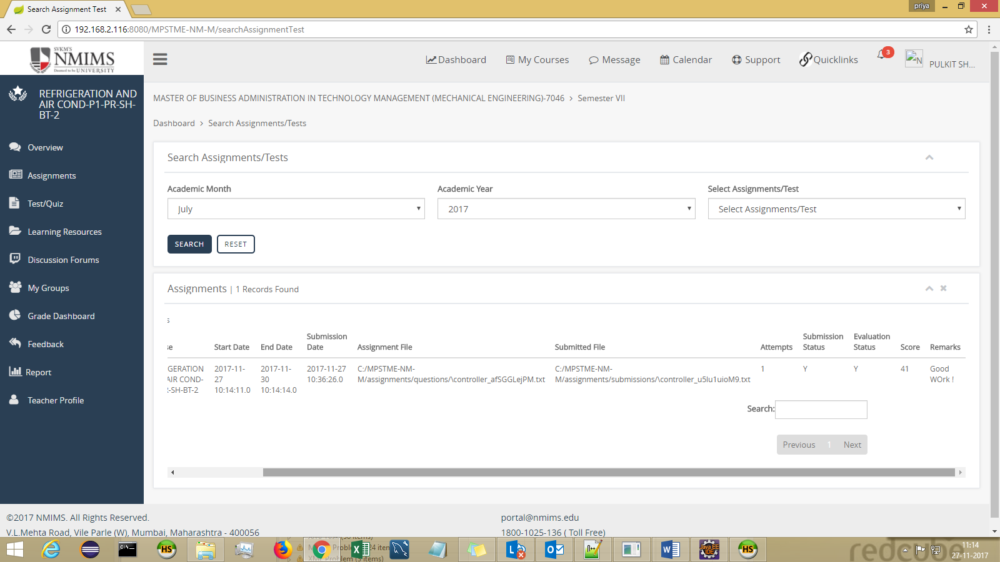 Search Assignment Test
priya
192.168.2.116:8080/MPSTME-NM-M/searchAssignmentTest
SVKM'S
NMIMS
Deemed to be UNIVERSITY
Dashboard
My Courses
Message
Calendar
Support
Quicklinks
3
N
PULKIT SH...
REFRIGERATION AND
AIR COND-P1-PR-SH-
BT-2
Overview
Assignments
Test/Quiz
Learning Resources
Discussion Forums
My Groups
Grade Dashboard
Feedback
Report
Teacher Profile
MASTER OF BUSINESS ADMINISTRATION IN TECHNOLOGY MANAGEMENT (MECHANICAL ENGINEERING)-7046 > Semester VII
Dashboard > Search Assignments/Tests
Search Assignments/Tests
Academic Month
Academic Year
Select Assignments/Test
July
2017
Select Assignments/Test
SEARCH
RESET
Assignments | 1 Records Found
s
se
Start Date
End Date
Submission
Date
Assignment File
Submitted File
Attempts
Submission
Status
Evaluation
Status
Score
Remarks
GERATION
AIR COND-
-SH-BT-2
2017-11-
27
10:14:11.0
2017-11-
30
10:14:14.0
2017-11-27
10:36:26.0
C:/MPSTME-NM-
M/assignments/questions/\controller_afSGGLejPM.txt
C:/MPSTME-NM-
M/assignments/submissions/\controller_u5lu1uioM9.txt
1
Y
Y
41
Good
WOrk !
Search:
Previous
1
Next
©2017 NMIMS. All Rights Reserved.
V.L.Mehta Road, Vile Parle (W), Mumbai, Maharashtra - 400056
portal@nmims.edu
1800-1025-136 ( Toll Free)
HS
Java EE
IDE
HS
redcube
11:14
27-11-2017